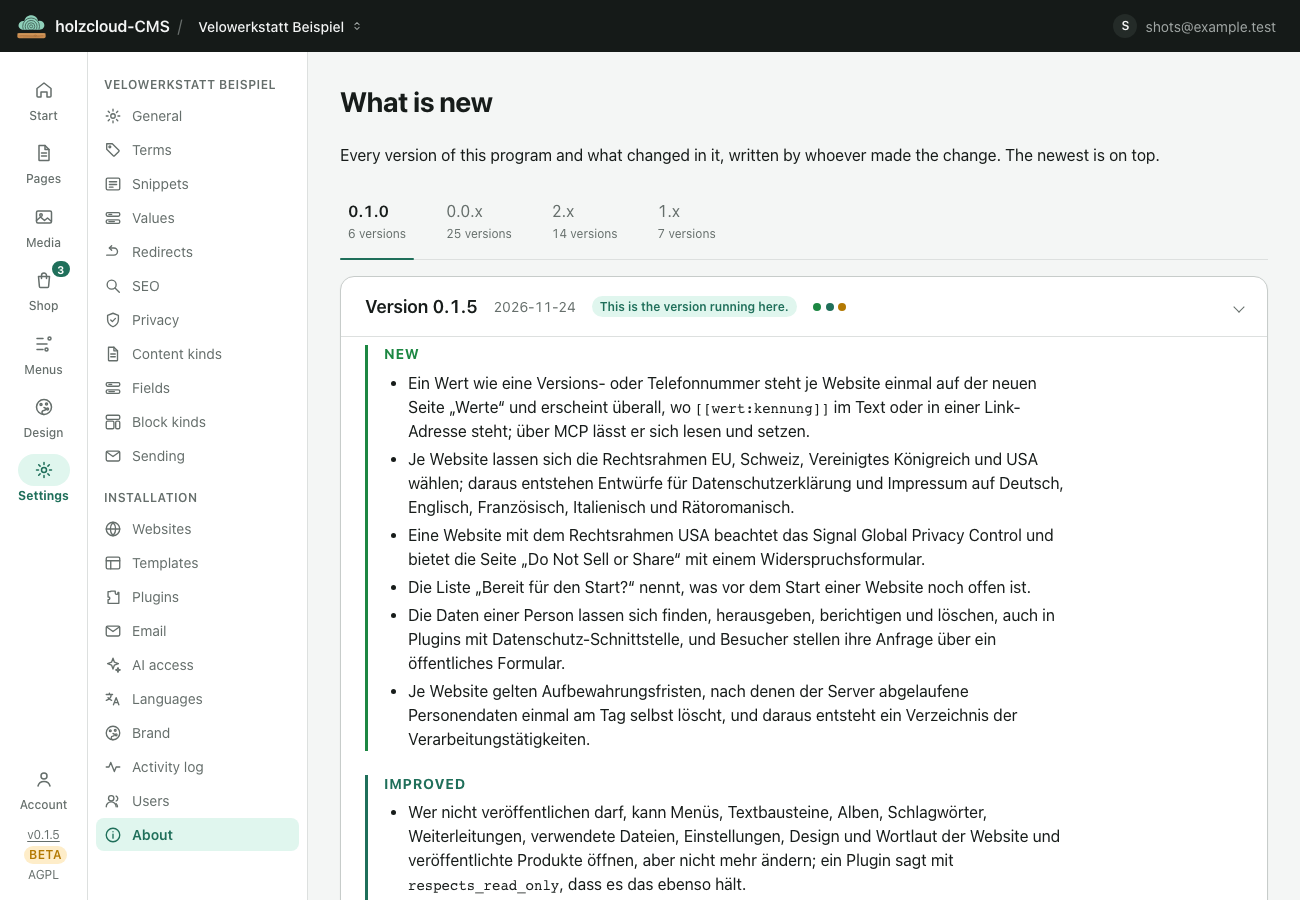 holzcloud-CMS / Velowerkstatt Beispiel
S shots@example.test
Start
Pages
Media
3
Shop
Menus
Design
Settings
Account
v0.1.5
BETA
AGPL
VELOWERKSTATT BEISPIEL
General
Terms
Snippets
Values
Redirects
SEO
Privacy
Content kinds
Fields
Block kinds
Sending
INSTALLATION
Websites
Templates
Plugins
Email
AI access
Languages
Brand
Activity log
Users
About
What is new
Every version of this program and what changed in it, written by whoever made the change. The newest is on top.
0.1.0
6 versions
0.0.x
25 versions
2.x
14 versions
1.x
7 versions
Version 0.1.5 2026-11-24 This is the version running here.
NEW
• Ein Wert wie eine Versions- oder Telefonnummer steht je Website einmal auf der neuen
Seite „Werte“ und erscheint überall, wo [[wert:kennung]] im Text oder in einer Link-
Adresse steht; über MCP lässt er sich lesen und setzen.
• Je Website lassen sich die Rechtsrahmen EU, Schweiz, Vereinigtes Königreich und USA
wählen; daraus entstehen Entwürfe für Datenschutzerklärung und Impressum auf Deutsch,
Englisch, Französisch, Italienisch und Rätoromanisch.
• Eine Website mit dem Rechtsrahmen USA beachtet das Signal Global Privacy Control und
bietet die Seite „Do Not Sell or Share“ mit einem Widerspruchsformular.
• Die Liste „Bereit für den Start?“ nennt, was vor dem Start einer Website noch offen ist.
• Die Daten einer Person lassen sich finden, herausgeben, berichtigen und löschen, auch in
Plugins mit Datenschutz-Schnittstelle, und Besucher stellen ihre Anfrage über ein
öffentliches Formular.
• Je Website gelten Aufbewahrungsfristen, nach denen der Server abgelaufene
Personendaten einmal am Tag selbst löscht, und daraus entsteht ein Verzeichnis der
Verarbeitungstätigkeiten.
IMPROVED
• Wer nicht veröffentlichen darf, kann Menüs, Textbausteine, Alben, Schlagwörter,
Weiterleitungen, verwendete Dateien, Einstellungen, Design und Wortlaut der Website und
veröffentlichte Produkte öffnen, aber nicht mehr ändern; ein Plugin sagt mit
respects_read_only, dass es das ebenso hält.